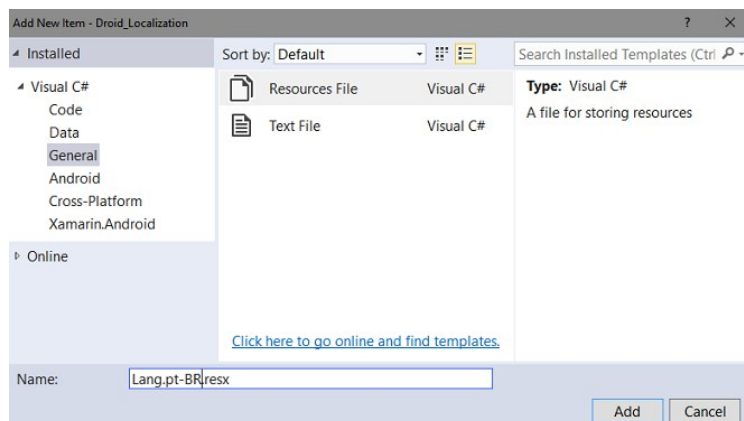 Add New Item - Droid_Localization
? X
Installed
Sort by: Default
Search Installed Templates (Ctrl
Visual C#
Code
Data
General
Android
Cross-Platform
Xamarin.Android
Online
Resources File Visual C#
Text File Visual C#
Click here to go online and find templates.
Type: Visual C#
A file for storing resources
Name: Lang.pt-BR.resx
Add Cancel